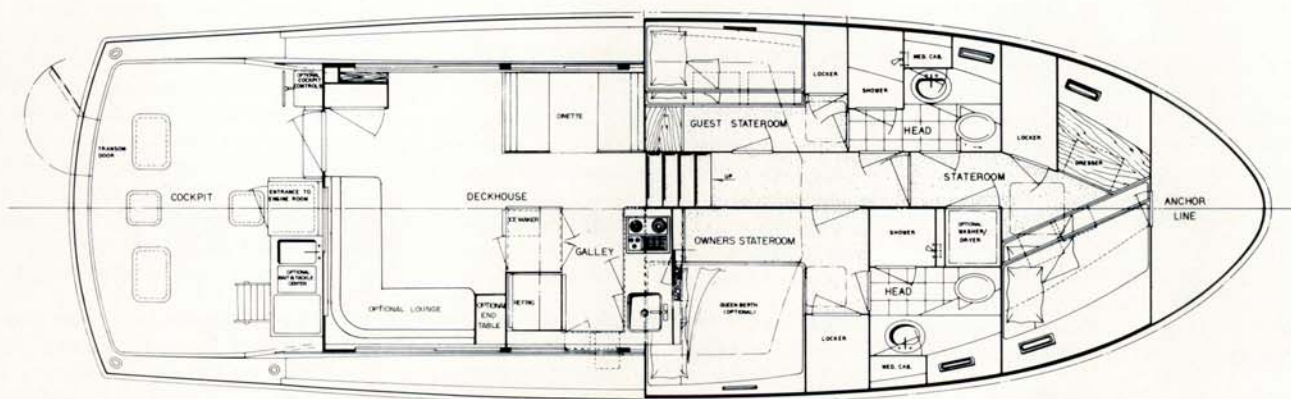 OPTIONAL
COCKPIT
CONTROLS
TRANSOM
DOOR
COCKPIT
ENTRANCE TO
ENGINE ROOM
OPTIONAL
BAIT & TACKLE
CENTER
DECKHOUSE
DINETTE
OPTIONAL LOUNGE
OPTIONAL
END
TABLE
ICE MAKER
GALLEY
REFRIG
UP
GUEST STATEROOM
LOCKER
SHOWER
MED. CAB.
HEAD
LOCKER
DRESSER
STATEROOM
ANCHOR
LINE
OWNERS STATEROOM
SHOWER
OPTIONAL
WASHER/
DRYER
QUEEN BERTH
(OPTIONAL)
HEAD
LOCKER
MED. CAB.